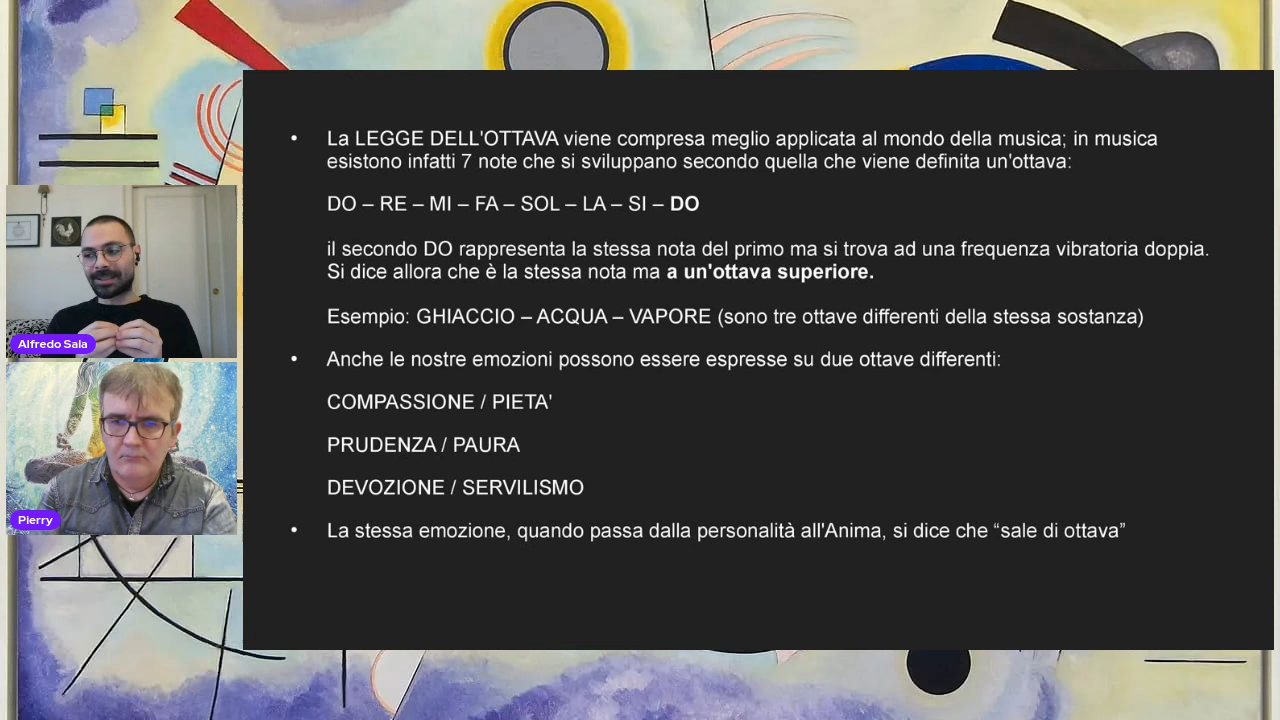 • La LEGGE DELL'OTTAVA viene compresa meglio applicata al mondo della musica; in musica
esistono infatti 7 note che si sviluppano secondo quella che viene definita un'ottava:
DO – RE – MI – FA – SOL – LA – SI – DO
il secondo DO rappresenta la stessa nota del primo ma si trova ad una frequenza vibratoria doppia.
Si dice allora che è la stessa nota ma a un'ottava superiore.
Esempio: GHIACCIO – ACQUA – VAPORE (sono tre ottave differenti della stessa sostanza)
• Anche le nostre emozioni possono essere espresse su due ottave differenti:
COMPASSIONE / PIETA'
PRUDENZA / PAURA
DEVOZIONE / SERVILISMO
• La stessa emozione, quando passa dalla personalità all'Anima, si dice che “sale di ottava”
Alfredo Sala
Pierry